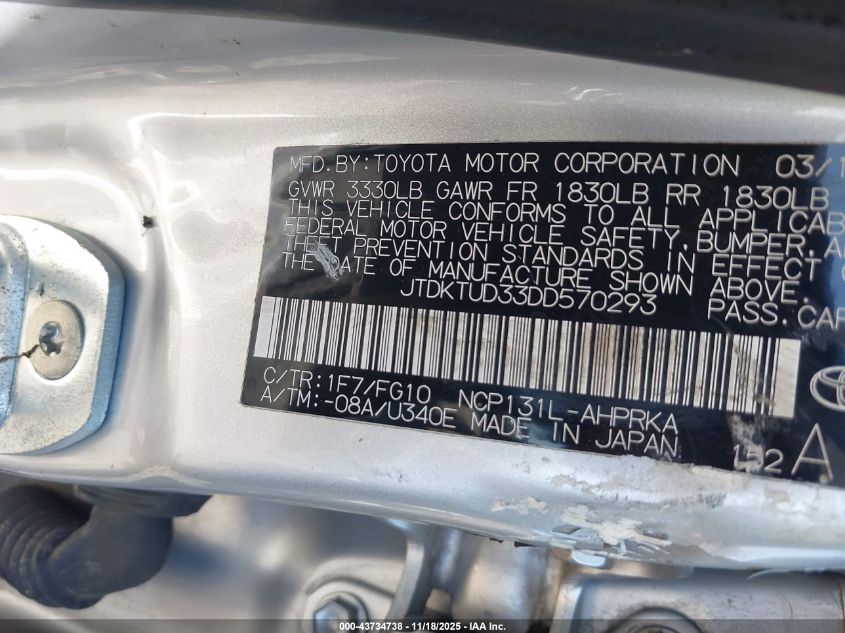 MFD.BY:TOYOTA MOTOR CORPORATION 03/1
GVWR 3330LB GAWR FR 1830LB RR 1830LB
THIS VEHICLE CONFORMS TO ALL APPLICAB
FEDERAL MOTOR VEHICLE SAFETY,BUMPER,A
THEFT PREVENTION STANDARDS IN EFFECT O
THE DATE OF MANUFACTURE SHOWN ABOVE.
JTDKTUD33DD570293 PASS.CAR
C/TR:1F7/FG10 NCP131L-AHPRKA
A/TM:-08A/U340E MADE IN JAPAN
A
000-43734738 - 11/18/2025 - IAA Inc.